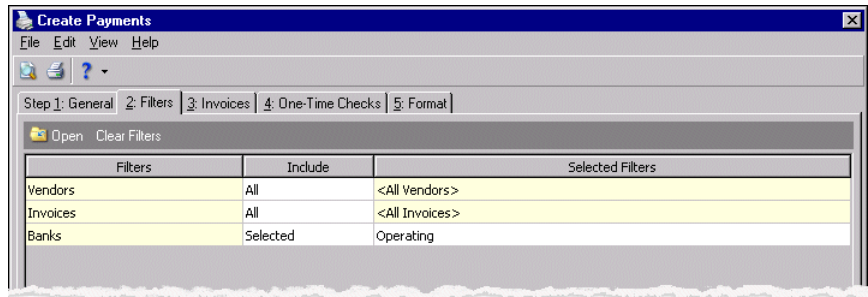 Create Payments
File Edit View Help
Step 1: General 2: Filters 3: Invoices 4: One-Time Checks 5: Format
Open Clear Filters
Filters Include Selected Filters
Vendors All <All Vendors>
Invoices All <All Invoices>
Banks Selected Operating